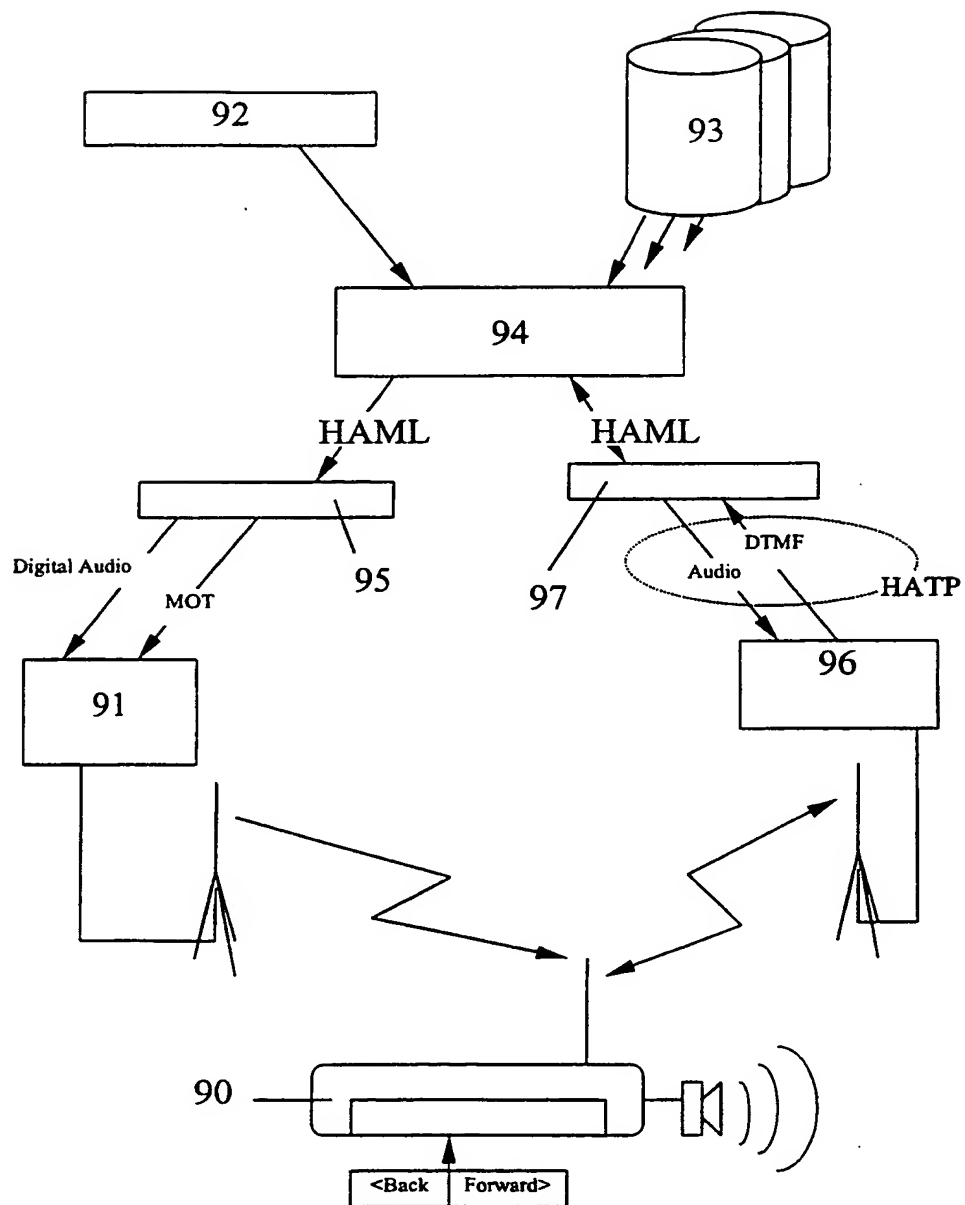 92
93
94
HAML
HAML
Digital Audio
MOT
95
97
DTMF
Audio
HATP
91
96
90
<Back Forward>